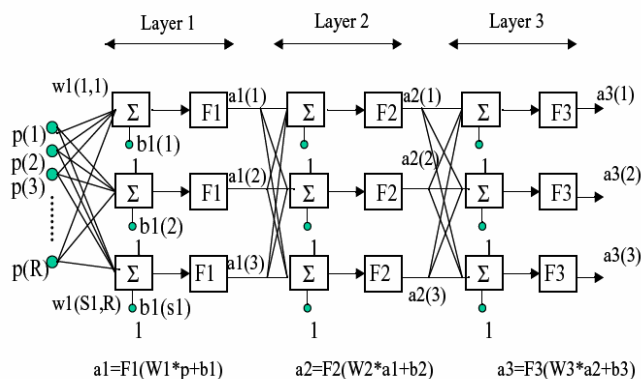 Layer 1 Layer 2 Layer 3
w1(1,1) a1(1) a2(1) a3(1)
Σ F1 Σ F2 Σ F3
p(1) b1(1)
p(2) 1 1 1
p(3) a1(2) a2(2) a3(2)
Σ F1 Σ F2 Σ F3
b1(2)
1 1 1
p(R) a1(3) a3(3)
Σ F1 Σ F2 Σ F3
w1(S1,R) b1(s1) a2(3)
1 1 1
a1=F1(W1*p+b1) a2=F2(W2*a1+b2) a3=F3(W3*a2+b3)